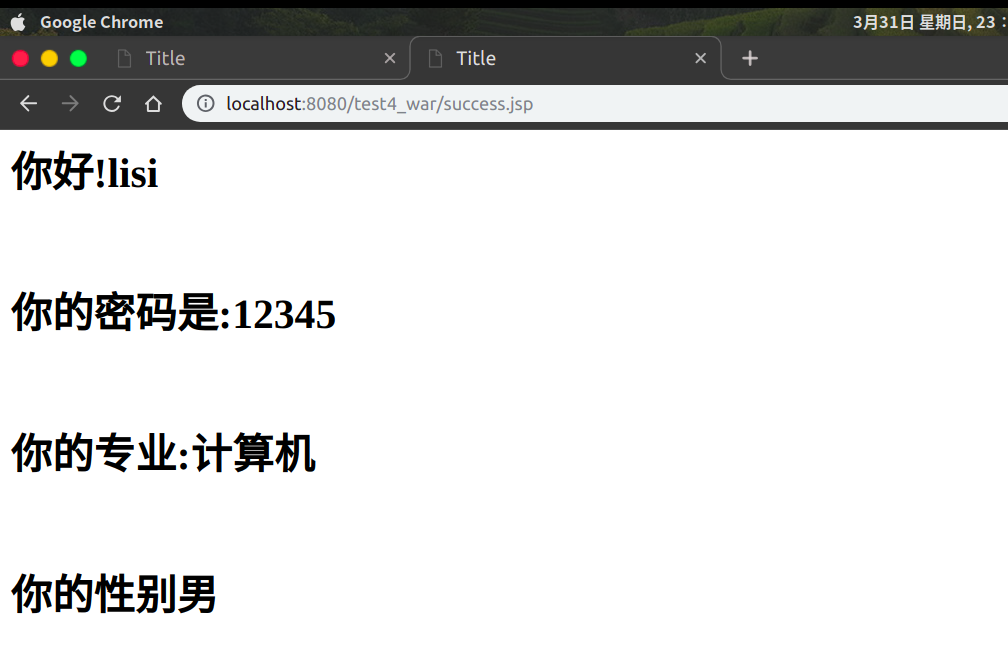 Google Chrome 3月31日 星期日, 23 :
Title Title
localhost:8080/test4_war/success.jsp
你好!lisi
你的密码是:12345
你的专业:计算机
你的性别男